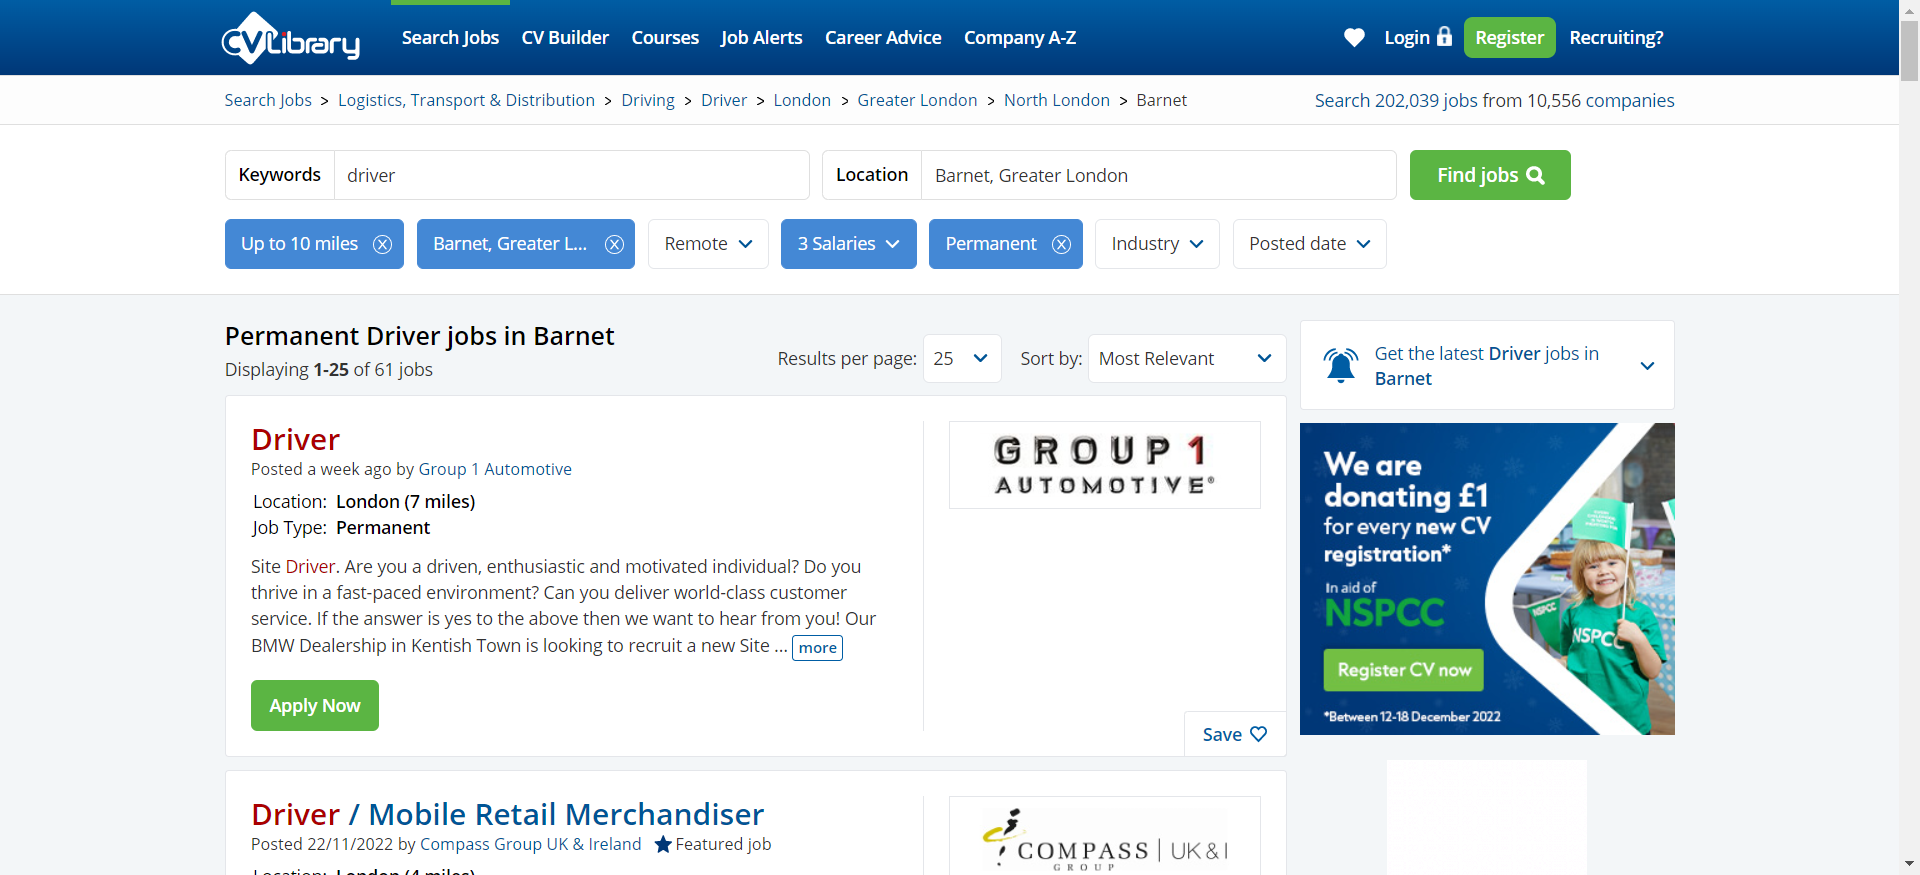 CVLibrary
Search Jobs CV Builder Courses Job Alerts Career Advice Company A-Z Login Register Recruiting?
Search Jobs > Logistics, Transport & Distribution > Driving > Driver > London > Greater London > North London > Barnet
Search 202,039 jobs from 10,556 companies
Keywords driver Location Barnet, Greater London Find jobs
Up to 10 miles Barnet, Greater L... Remote 3 Salaries Permanent Industry Posted date
Permanent Driver jobs in Barnet
Displaying 1-25 of 61 jobs
Results per page: 25 Sort by: Most Relevant
Driver
Posted a week ago by Group 1 Automotive
Location: London (7 miles)
Job Type: Permanent
Site Driver. Are you a driven, enthusiastic and motivated individual? Do you
thrive in a fast-paced environment? Can you deliver world-class customer
service. If the answer is yes to the above then we want to hear from you! Our
BMW Dealership in Kentish Town is looking to recruit a new Site ... more
Apply Now
GROUP 1
AUTOMOTIVE®
Save
Driver / Mobile Retail Merchandiser
Posted 22/11/2022 by Compass Group UK & Ireland Featured job
Location: London (4 miles)
COMPASS | UK & I
GROUP
Get the latest Driver jobs in
Barnet
We are
donating £1
for every new CV
registration*
In aid of
NSPCC
Register CV now
*Between 12-18 December 2022
NSPCC
NSPCC